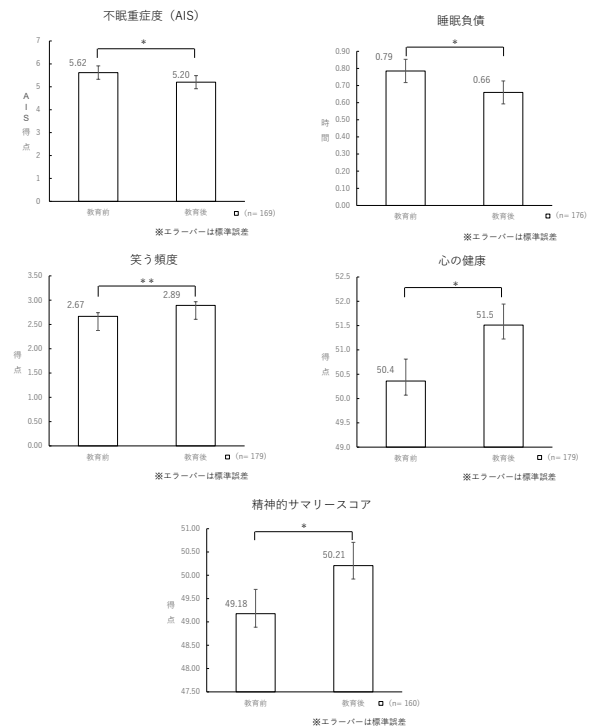 不眠重症度（AIS）
7
6
5
4
3
2
1
0
AIS得点
5.62
*
5.20
教育前
教育後
(n= 169)
※エラーバーは標準誤差
睡眠負債
0.90
0.80
0.70
0.60
0.50
0.40
0.30
0.20
0.10
0.00
時間
0.79
*
0.66
教育前
教育後
(n= 176)
※エラーバーは標準誤差
笑う頻度
3.50
3.00
2.50
2.00
1.50
1.00
0.50
0.00
得点
2.67
**
2.89
教育前
教育後
(n= 179)
※エラーバーは標準誤差
心の健康
52.5
52.0
51.5
51.0
50.5
50.0
49.5
49.0
得点
50.4
*
51.5
教育前
教育後
(n= 179)
※エラーバーは標準誤差
精神的サマリースコア
51.00
50.50
50.00
49.50
49.00
48.50
48.00
47.50
得点
49.18
*
50.21
教育前
教育後
(n= 160)
※エラーバーは標準誤差